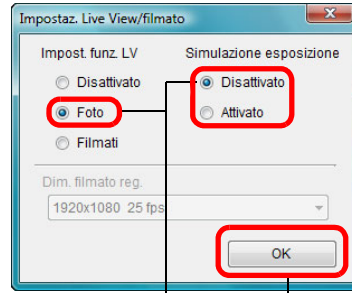 Impostaz. Live View/filmato
Impost. funz. LV
Simulazione esposizione
Disattivato
Disattivato
Foto
Attivato
Filmati
Dim. filmato reg.
1920x1080 25 fps
OK